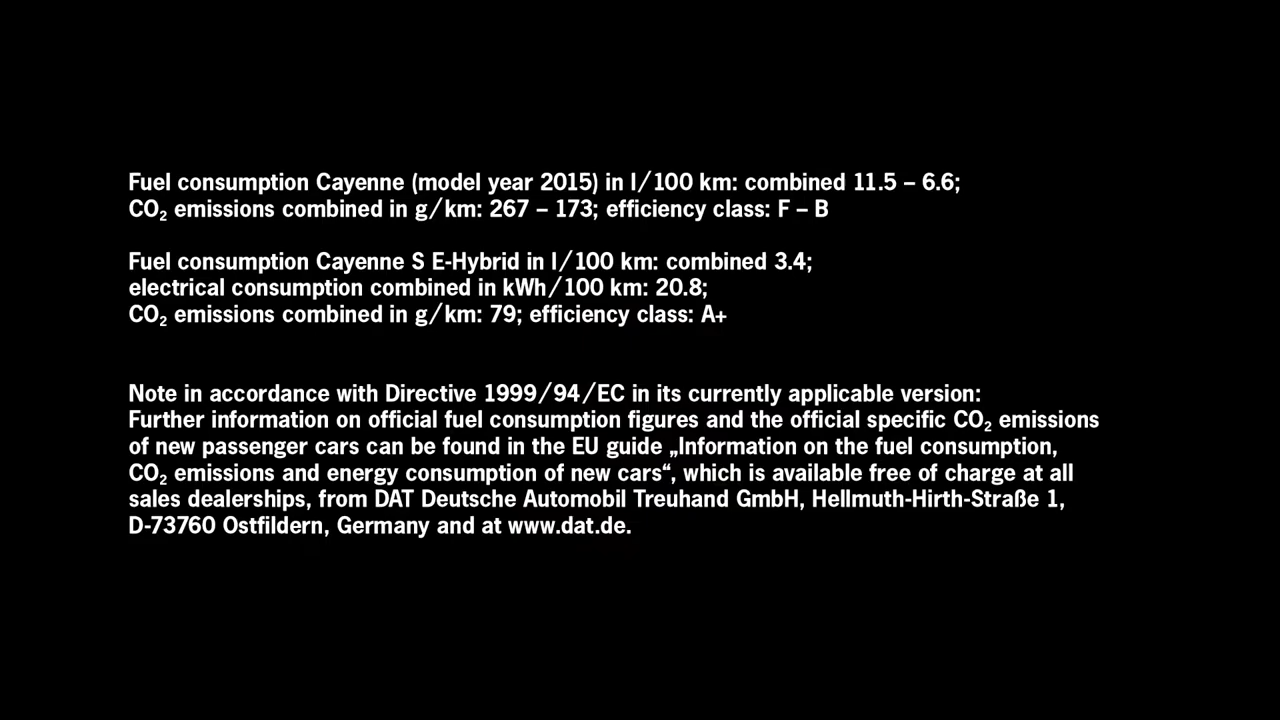 Fuel consumption Cayenne (model year 2015) in l/100 km: combined 11.5 – 6.6;
CO₂ emissions combined in g/km: 267 – 173; efficiency class: F – B
Fuel consumption Cayenne S E-Hybrid in l/100 km: combined 3.4;
electrical consumption combined in kWh/100 km: 20.8;
CO₂ emissions combined in g/km: 79; efficiency class: A+
Note in accordance with Directive 1999/94/EC in its currently applicable version:
Further information on official fuel consumption figures and the official specific CO₂ emissions
of new passenger cars can be found in the EU guide „Information on the fuel consumption,
CO₂ emissions and energy consumption of new cars“, which is available free of charge at all
sales dealerships, from DAT Deutsche Automobil Treuhand GmbH, Hellmuth-Hirth-Straße 1,
D-73760 Ostfildern, Germany and at www.dat.de.